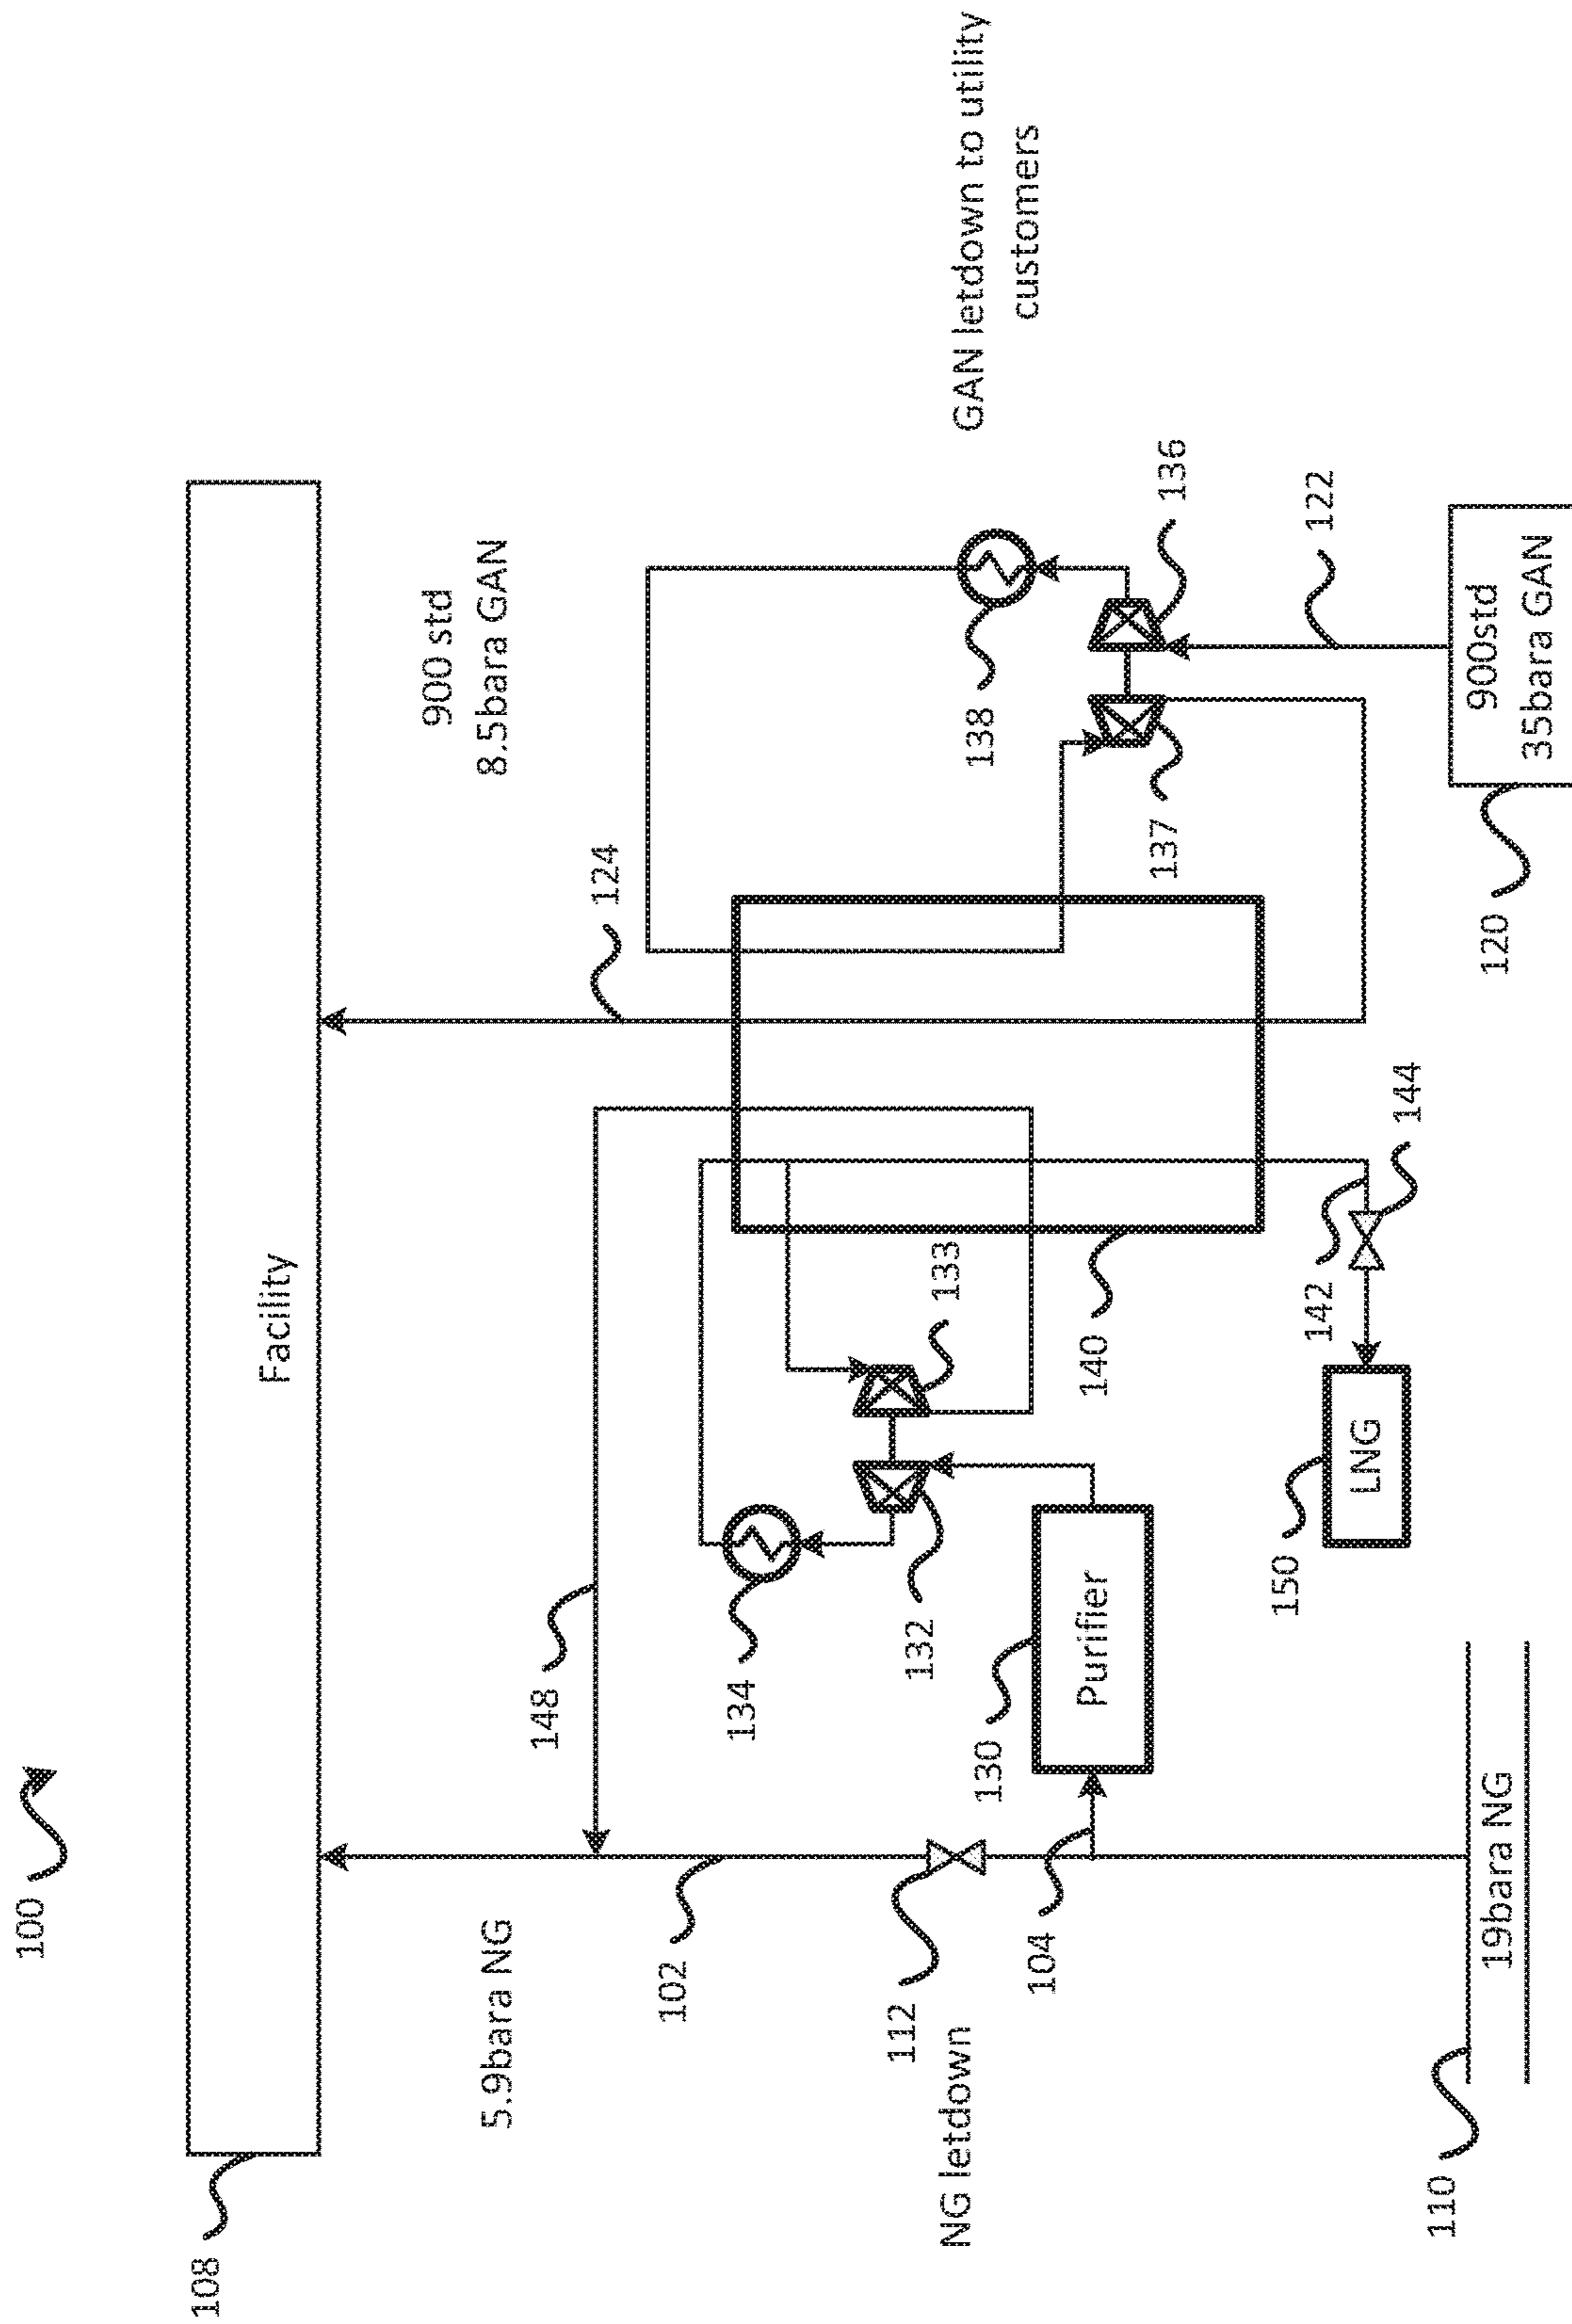 100
108
Facility
5.9bara NG
148
124
900 std
8.5bara GAN
102
134
132
133
138
GAN letdown to utility
customers
112
NG letdown
104
130
Purifier
140
137
136
142
144
122
150
LNG
110
19bara NG
120
900std
35bara GAN